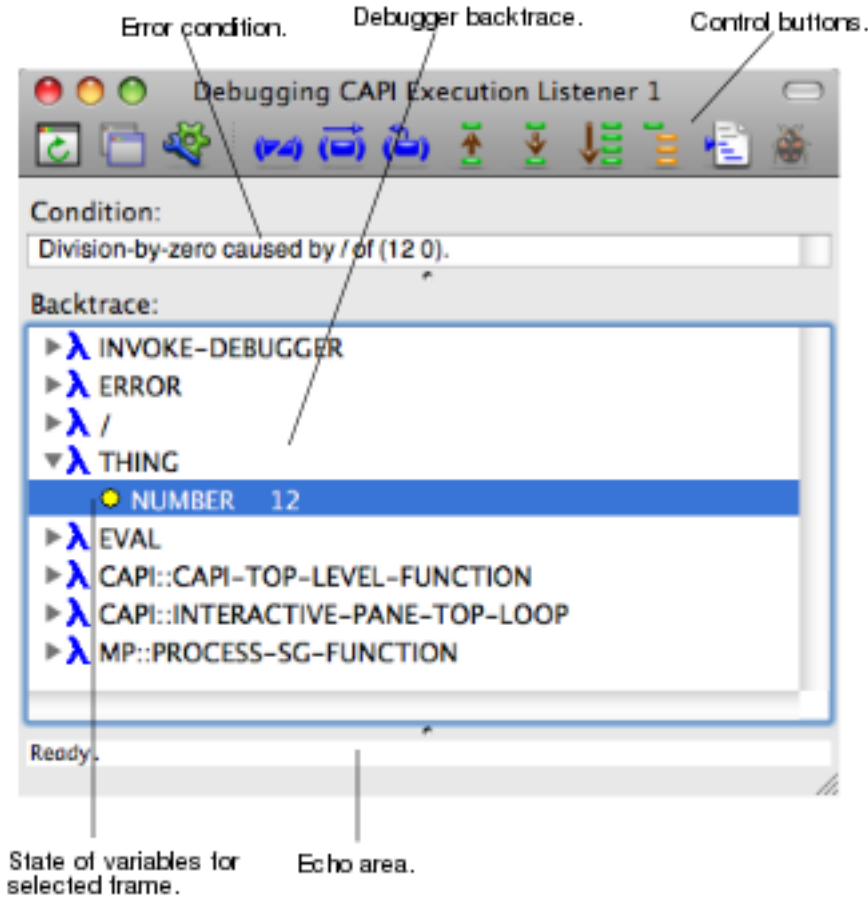 Error condition.
Debugger backtrace.
Control buttons.
Debugging CAPI Execution Listener 1
Condition:
Division-by-zero caused by / of (12 0).
Backtrace:
λ INVOKE-DEBUGGER
λ ERROR
λ /
λ THING
NUMBER 12
λ EVAL
λ CAPI::CAPI-TOP-LEVEL-FUNCTION
λ CAPI::INTERACTIVE-PANE-TOP-LOOP
λ MP::PROCESS-SG-FUNCTION
Ready.
State of variables for
selected frame.
Echo area.